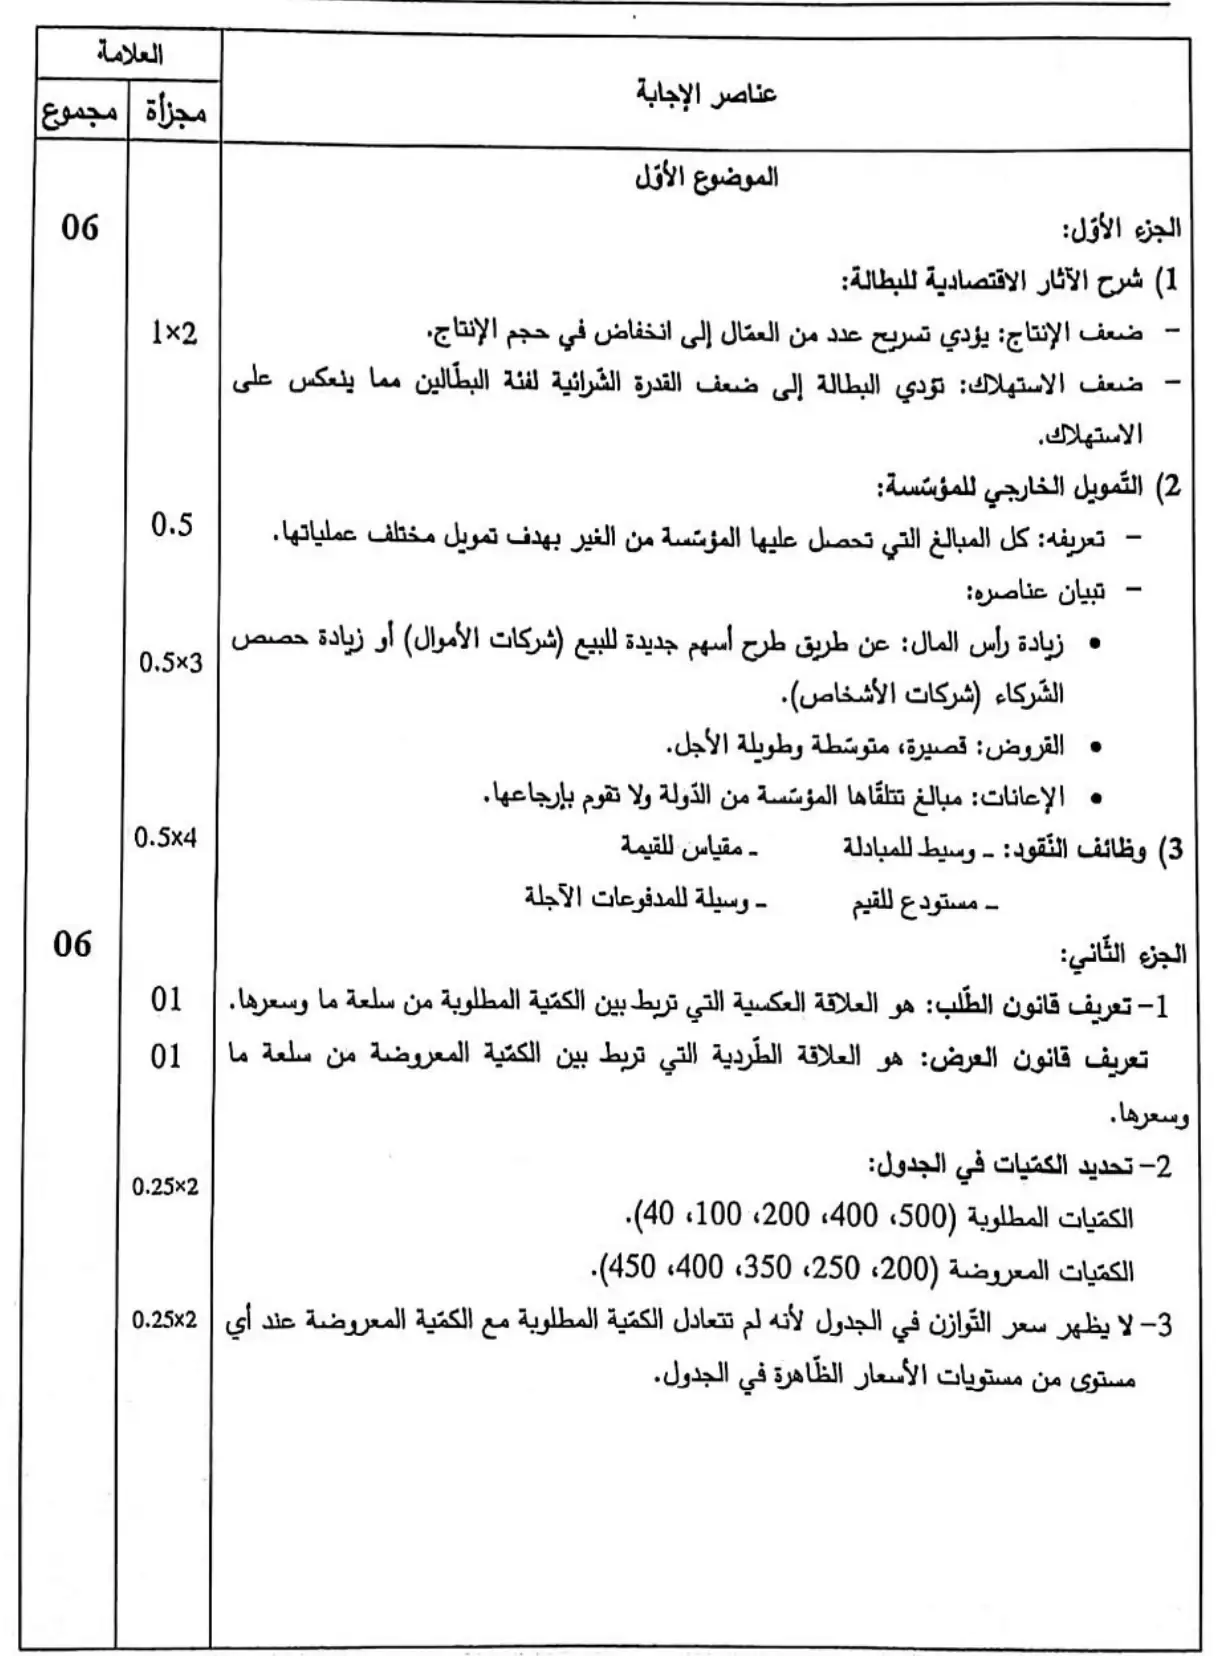 العلامة
عناصر الإجابة
مجموع
مجزأة
الموضوع الأوّل
06
الجزء الأوّل:
1) شرح الآثار الاقتصادية للبطالة:
1×2
– ضعف الإنتاج: يؤدي تسريح عدد من العمّال إلى انخفاض في حجم الإنتاج.
– ضعف الاستهلاك: تؤدي البطالة إلى ضعف القدرة الشّرائية لفئة البطّالين مما ينعكس على
الاستهلاك.
2) التّمويل الخارجي للمؤسّسة:
0.5
– تعريفه: كل المبالغ التي تحصل عليها المؤسّسة من الغير بهدف تمويل مختلف عملياتها.
– تبيان عناصره:
0.5×3
• زيادة رأس المال: عن طريق طرح أسهم جديدة للبيع (شركات الأموال) أو زيادة حصص
الشّركاء (شركات الأشخاص).
• القروض: قصيرة، متوسّطة وطويلة الأجل.
• الإعانات: مبالغ تتلقّاها المؤسّسة من الدّولة ولا تقوم بإرجاعها.
0.5x4
3) وظائف النّقود: ـ وسيط للمبادلة ـ مقياس للقيمة
ـ مستودع للقيم ـ وسيلة للمدفوعات الآجلة
06
الجزء الثّاني:
01
1– تعريف قانون الطّلب: هو العلاقة العكسية التي تربط بين الكمّية المطلوبة من سلعة ما وسعرها.
01
تعريف قانون العرض: هو العلاقة الطّردية التي تربط بين الكمّية المعروضة من سلعة ما
وسعرها.
0.25×2
2– تحديد الكمّيات في الجدول:
الكمّيات المطلوبة (500، 400، 200، 100، 40).
الكمّيات المعروضة (200، 250، 350، 400، 450).
0.25x2
3– لا يظهر سعر التّوازن في الجدول لأنه لم تتعادل الكمّية المطلوبة مع الكمّية المعروضة عند أي
مستوى من مستويات الأسعار الظّاهرة في الجدول.